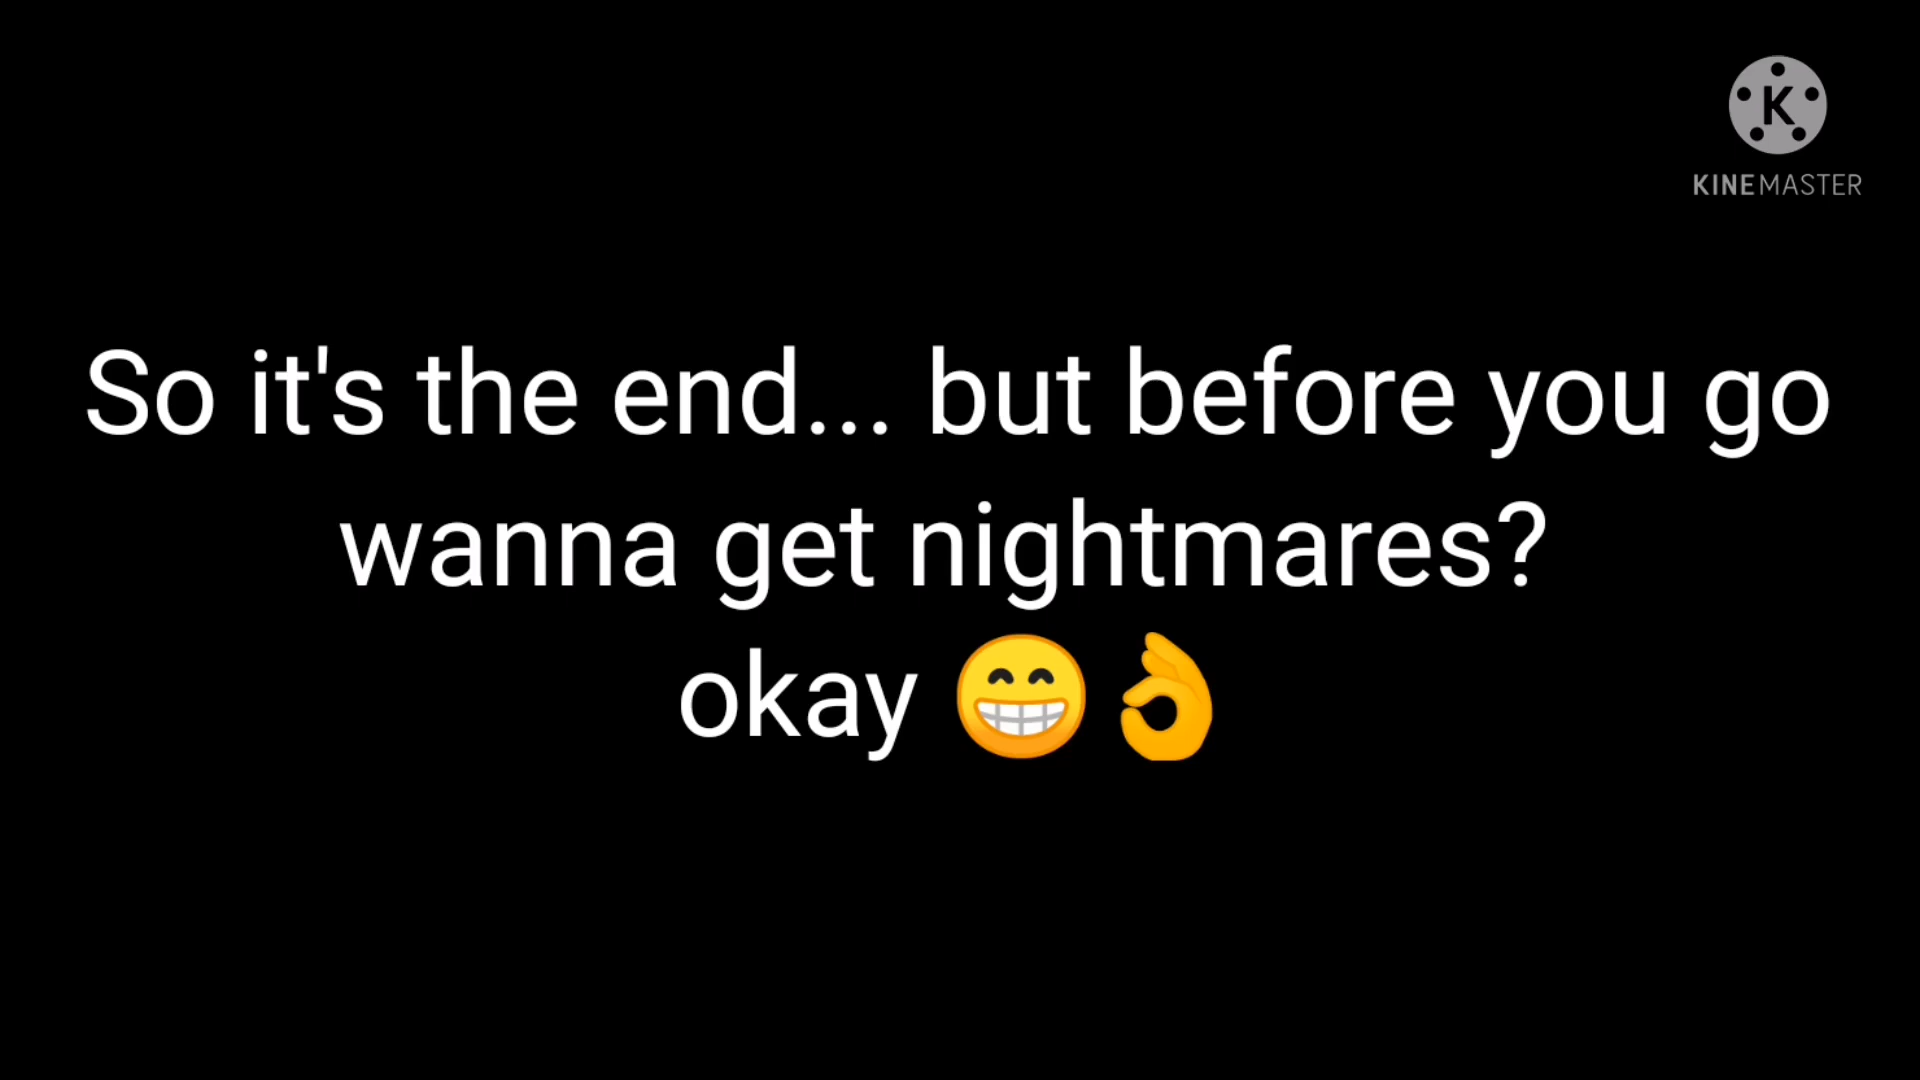 K
KINEMASTER
So it's the end... but before you go
wanna get nightmares?
okay 😁👌